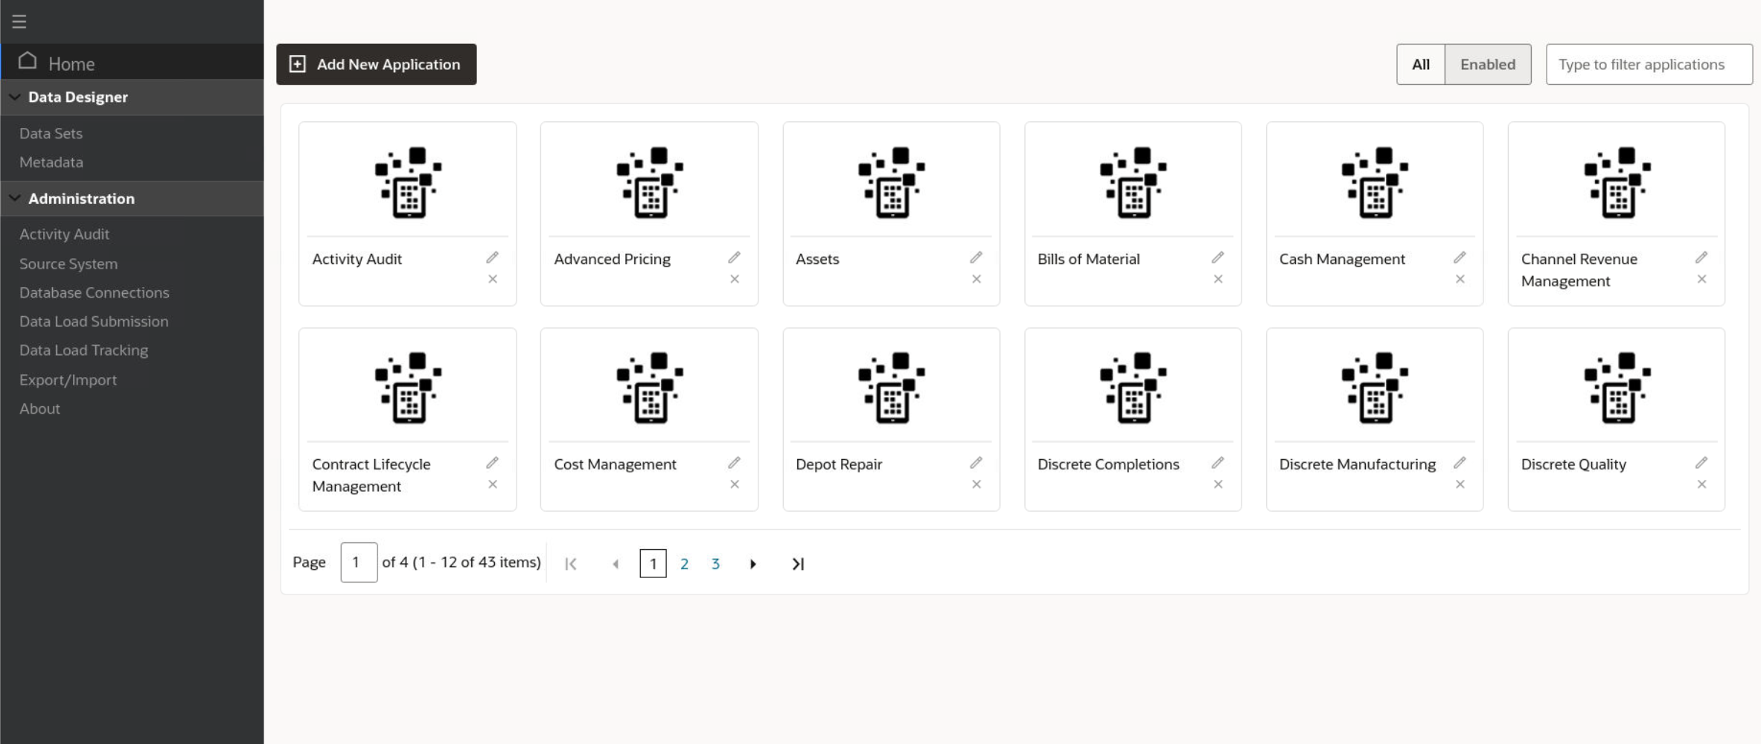 Home
Data Designer
Data Sets
Metadata
Administration
Activity Audit
Source System
Database Connections
Data Load Submission
Data Load Tracking
Export/Import
About
Add New Application
All
Enabled
Type to filter applications
Activity Audit
Advanced Pricing
Assets
Bills of Material
Cash Management
Channel Revenue
Management
Contract Lifecycle
Management
Cost Management
Depot Repair
Discrete Completions
Discrete Manufacturing
Discrete Quality
Page 1 of 4 (1 - 12 of 43 items) 1 2 3